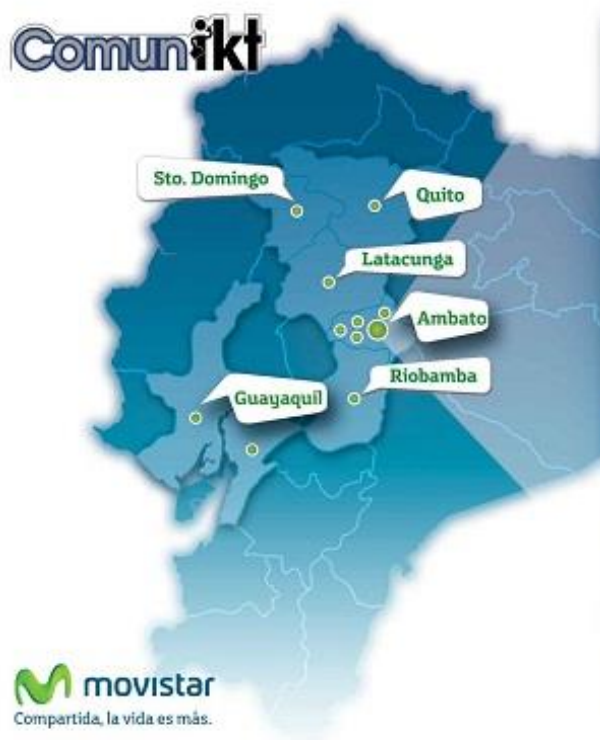 Comunikt
Sto. Domingo
Quito
Latacunga
Ambato
Riobamba
Guayaquil
movistar
Compartida, la vida es más.